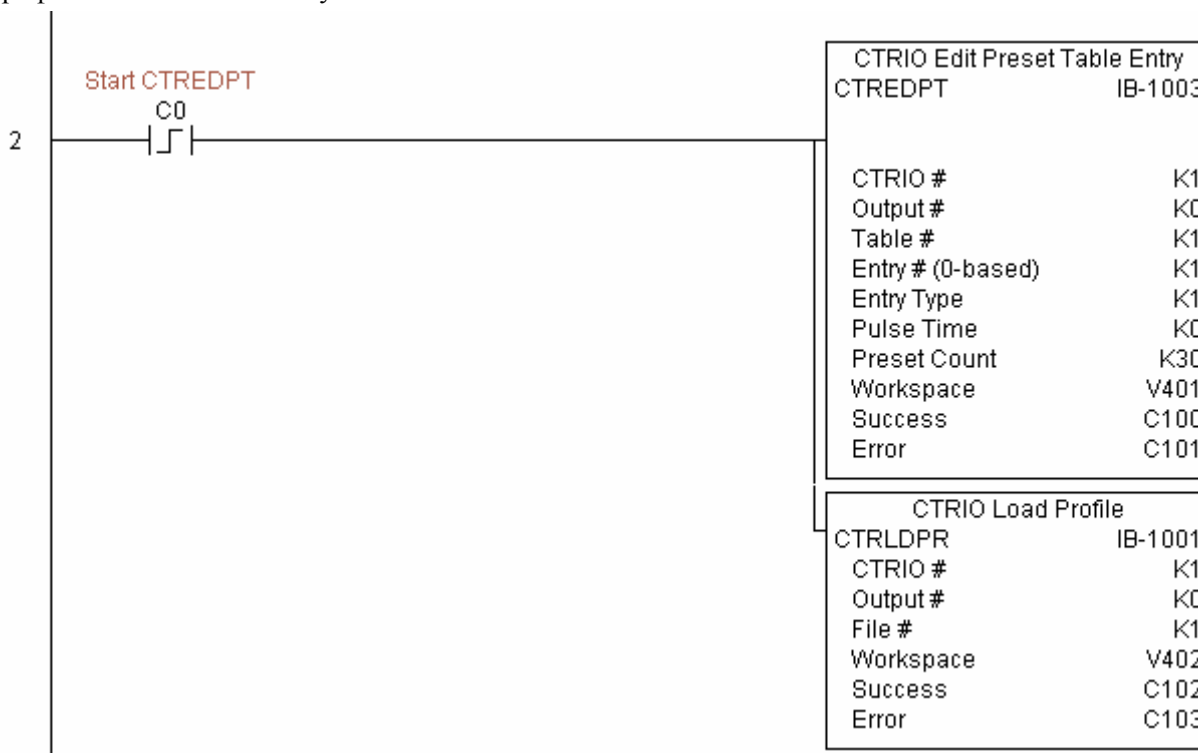 CTRIO Edit Preset Table Entry
CTREDPT IB-1003
Start CTREDPT
C0
2
CTRIO # K1
Output # K0
Table # K1
Entry # (0-based) K1
Entry Type K1
Pulse Time K0
Preset Count K30
Workspace V401
Success C100
Error C101
CTRIO Load Profile
CTRLDPR IB-1001
CTRIO # K1
Output # K0
File # K1
Workspace V402
Success C102
Error C103